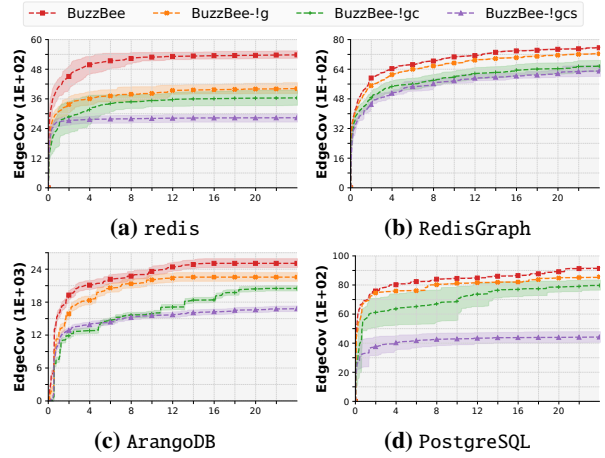 BuzzBee BuzzBee-!g BuzzBee-!gc BuzzBee-!gcs
EdgeCov (1E+02)
60
48
36
24
12
0
0 4 8 12 16 20
(a) redis
EdgeCov (1E+02)
80
64
48
32
16
0
0 4 8 12 16 20
(b) RedisGraph
EdgeCov (1E+03)
24
18
12
6
0
0 4 8 12 16 20
(c) ArangoDB
EdgeCov (1E+02)
100
80
60
40
20
0
0 4 8 12 16 20
(d) PostgreSQL